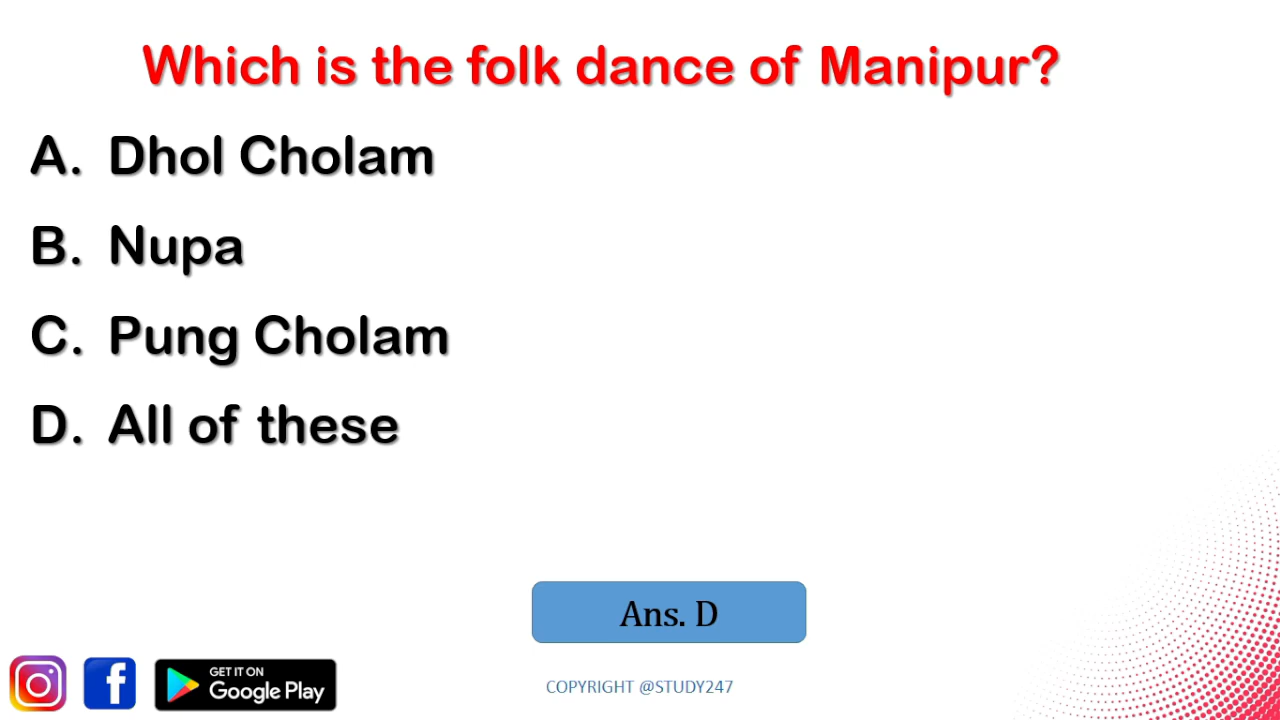 Which is the folk dance of Manipur?
A. Dhol Cholam
B. Nupa
C. Pung Cholam
D. All of these
Ans. D
GET IT ON
Google Play
COPYRIGHT @STUDY247